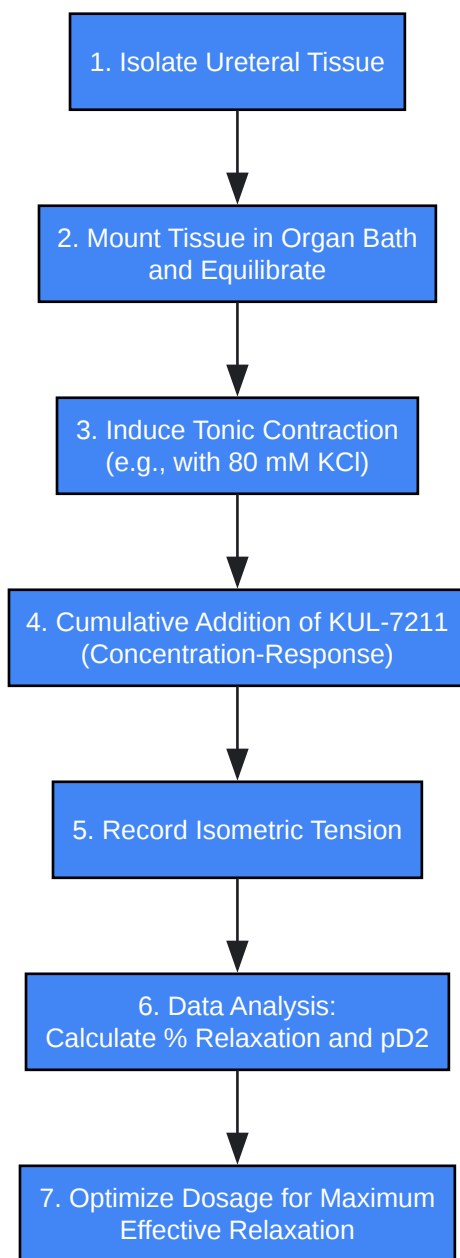 1. Isolate Ureteral Tissue
2. Mount Tissue in Organ Bath
and Equilibrate
3. Induce Tonic Contraction
(e.g., with 80 mM KCl)
4. Cumulative Addition of KUL-7211
(Concentration-Response)
5. Record Isometric Tension
6. Data Analysis:
Calculate % Relaxation and pD2
7. Optimize Dosage for Maximum
Effective Relaxation